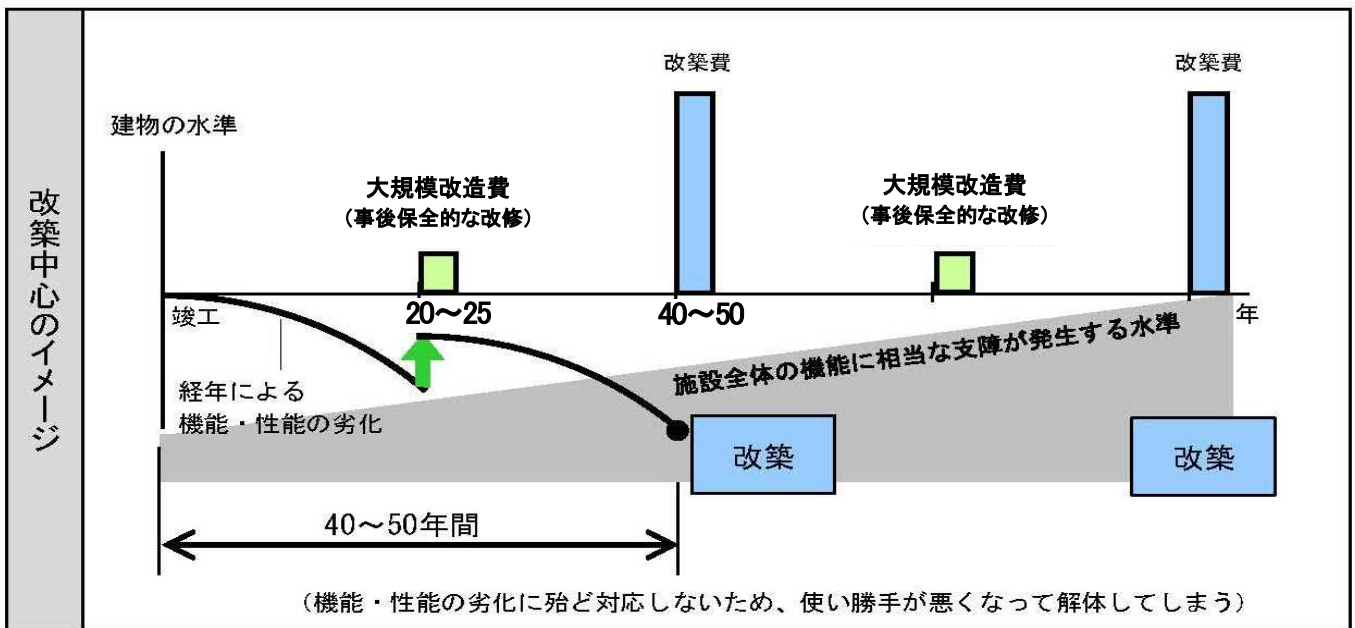 改築中心のイメージ
改築費
改築費
建物の水準
大規模改造費
（事後保全的な改修）
大規模改造費
（事後保全的な改修）
竣工
20～25
40～50
年
経年による
機能・性能の劣化
施設全体の機能に相当な支障が発生する水準
改築
改築
40～50年間
（機能・性能の劣化に殆ど対応しないため、使い勝手が悪くなって解体してしまう）